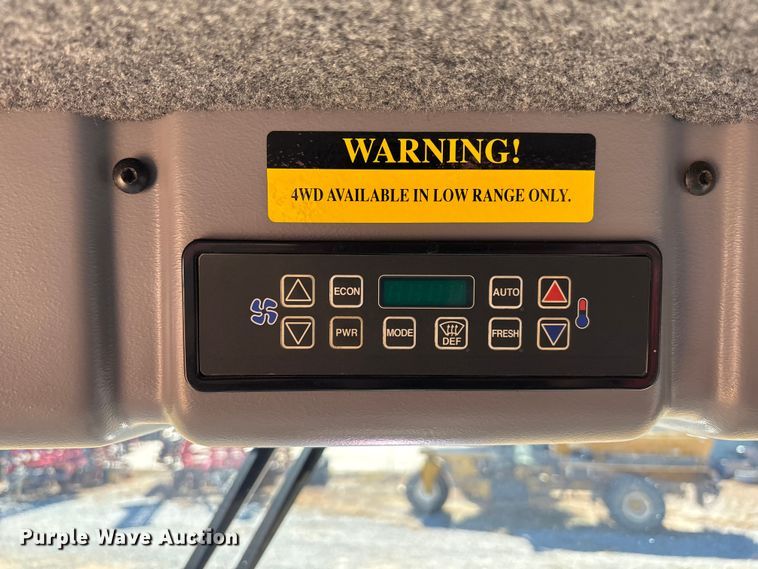 WARNING!
4WD AVAILABLE IN LOW RANGE ONLY.
ECON
AUTO
PWR
MODE
DEF
FRESH
Purple Wave Auction